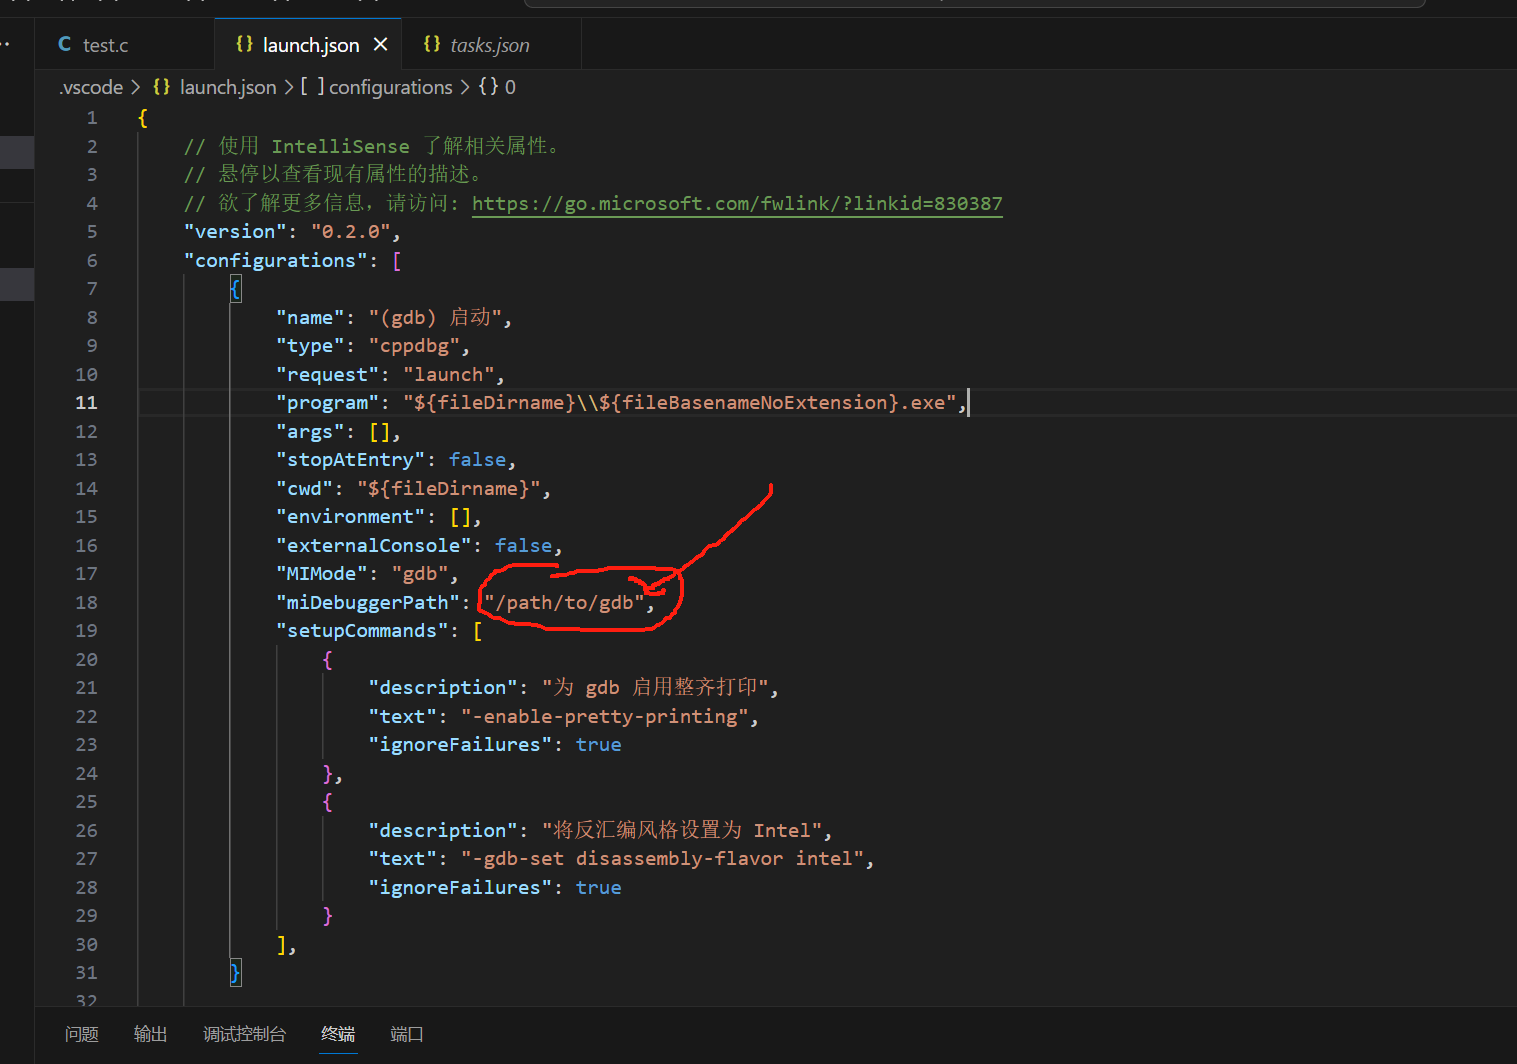 test.c
launch.json
tasks.json
.vscode > {} launch.json > [ ] configurations > {} 0
1 {
2 // 使用 IntelliSense 了解相关属性。
3 // 悬停以查看现有属性的描述。
4 // 欲了解更多信息，请访问: https://go.microsoft.com/fwlink/?linkid=830387
5 "version": "0.2.0",
6 "configurations": [
7 {
8 "name": "(gdb) 启动",
9 "type": "cppdbg",
10 "request": "launch",
11 "program": "${fileDirname}\\${fileBasenameNoExtension}.exe",
12 "args": [],
13 "stopAtEntry": false,
14 "cwd": "${fileDirname}",
15 "environment": [],
16 "externalConsole": false,
17 "MIMode": "gdb",
18 "miDebuggerPath": "/path/to/gdb",
19 "setupCommands": [
20 {
21 "description": "为 gdb 启用整齐打印",
22 "text": "-enable-pretty-printing",
23 "ignoreFailures": true
24 },
25 {
26 "description": "将反汇编风格设置为 Intel",
27 "text": "-gdb-set disassembly-flavor intel",
28 "ignoreFailures": true
29 }
30 ],
31 }
32
问题 输出 调试控制台 终端 端口